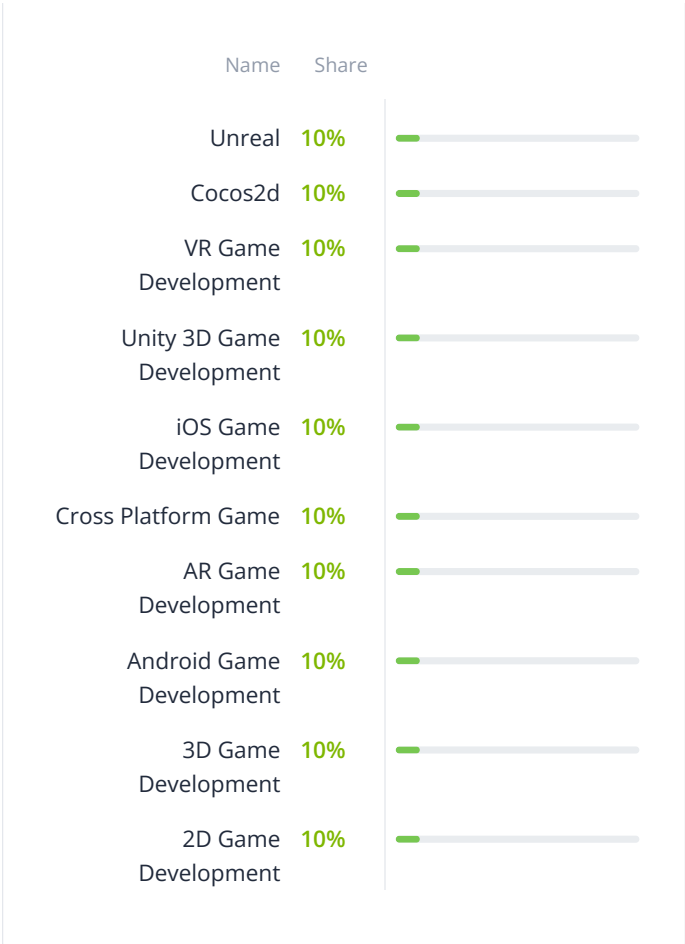 Name Share
Unreal 10%
Cocos2d 10%
VR Game 10%
Development
Unity 3D Game 10%
Development
iOS Game 10%
Development
Cross Platform Game 10%
AR Game 10%
Development
Android Game 10%
Development
3D Game 10%
Development
2D Game 10%
Development